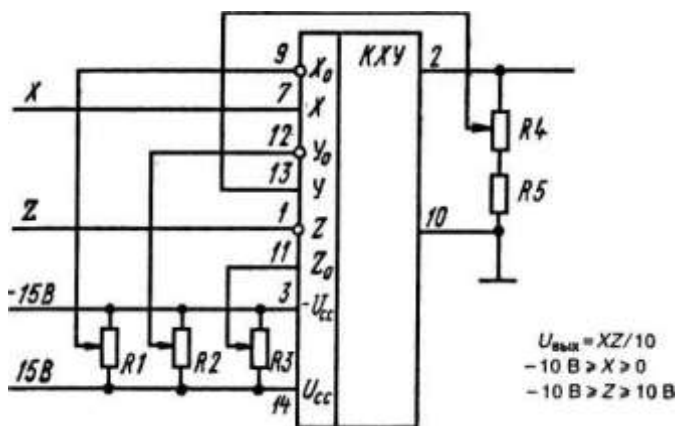 9
X₀
КХУ
2
X
7
X
12
Y₀
R4
13
Y
R5
Z
1
Z
10
11
Z₀
-15В
3
-Ucc
R1
R2
R3
15В
14
Ucc
Uвых = XZ/10
– 10 В ⩾ X ⩾ 0
– 10 В ⩾ Z ⩾ 10 В